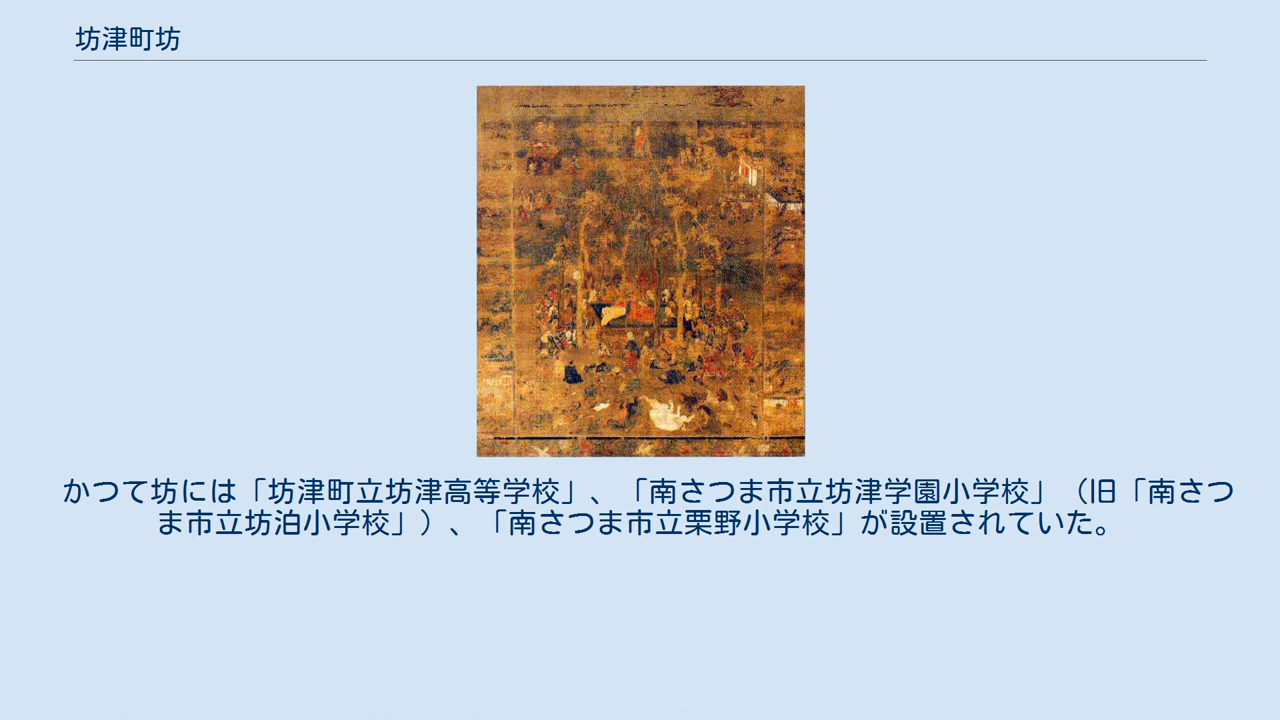 坊津町坊
かつて坊には「坊津町立坊津高等学校」、「南さつま市立坊津学園小学校」（旧「南さつ
ま市立坊泊小学校」）、「南さつま市立栗野小学校」が設置されていた。